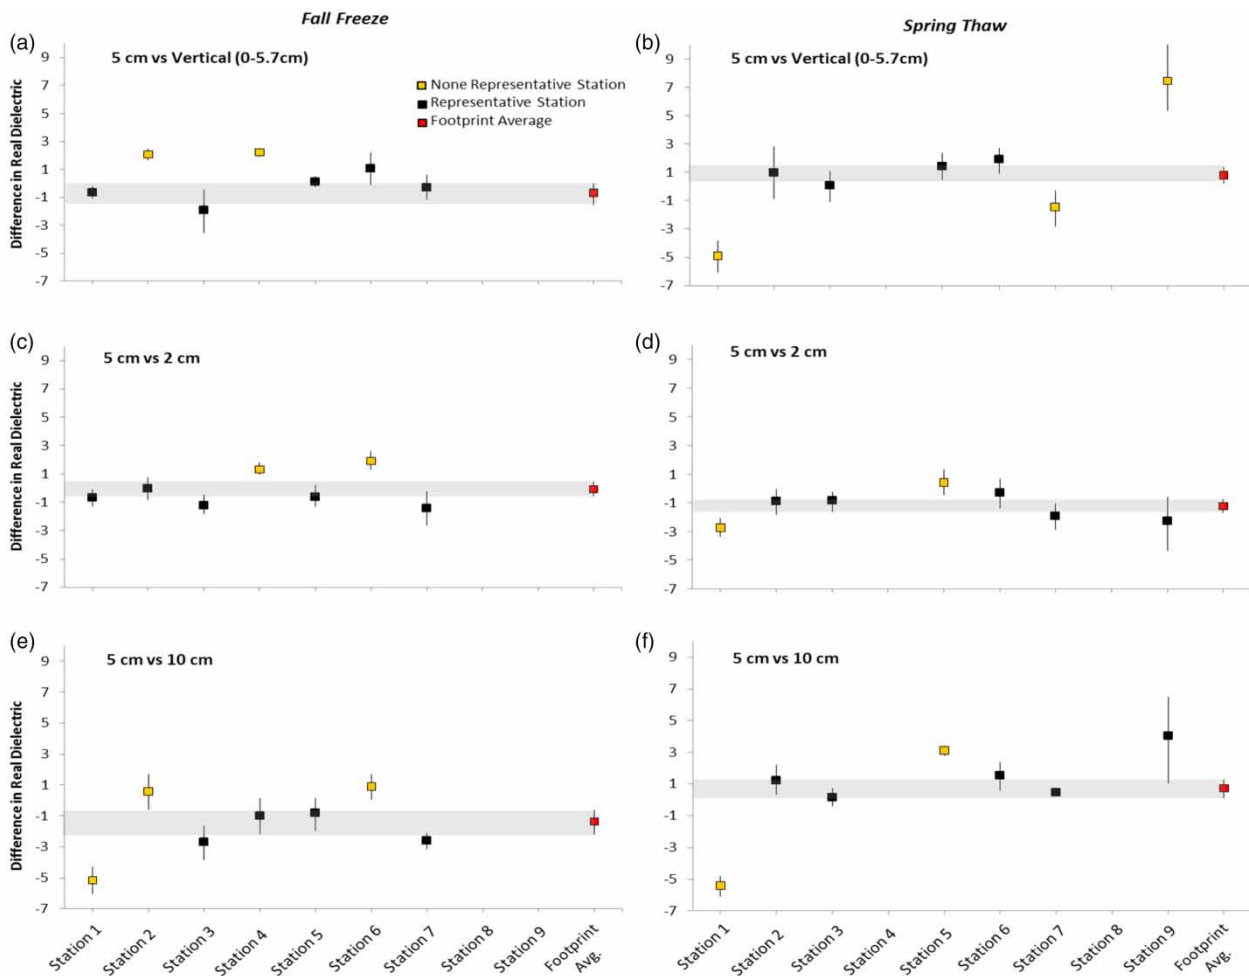 Fall Freeze
Spring Thaw
(a)
5 cm vs Vertical (0-5.7cm)
None Representative Station
Representative Station
Footprint Average
Difference in Real Dielectric
9
7
5
3
1
-1
-3
-5
-7
(b)
5 cm vs Vertical (0-5.7cm)
9
7
5
3
1
-1
-3
-5
-7
(c)
5 cm vs 2 cm
Difference in Real Dielectric
9
7
5
3
1
-1
-3
-5
-7
(d)
5 cm vs 2 cm
9
7
5
3
1
-1
-3
-5
-7
(e)
5 cm vs 10 cm
Difference in Real Dielectric
9
7
5
3
1
-1
-3
-5
-7
Station 1
Station 2
Station 3
Station 4
Station 5
Station 6
Station 7
Station 8
Station 9
Footprint
Avg.
(f)
5 cm vs 10 cm
9
7
5
3
1
-1
-3
-5
-7
Station 1
Station 2
Station 3
Station 4
Station 5
Station 6
Station 7
Station 8
Station 9
Footprint
Avg.